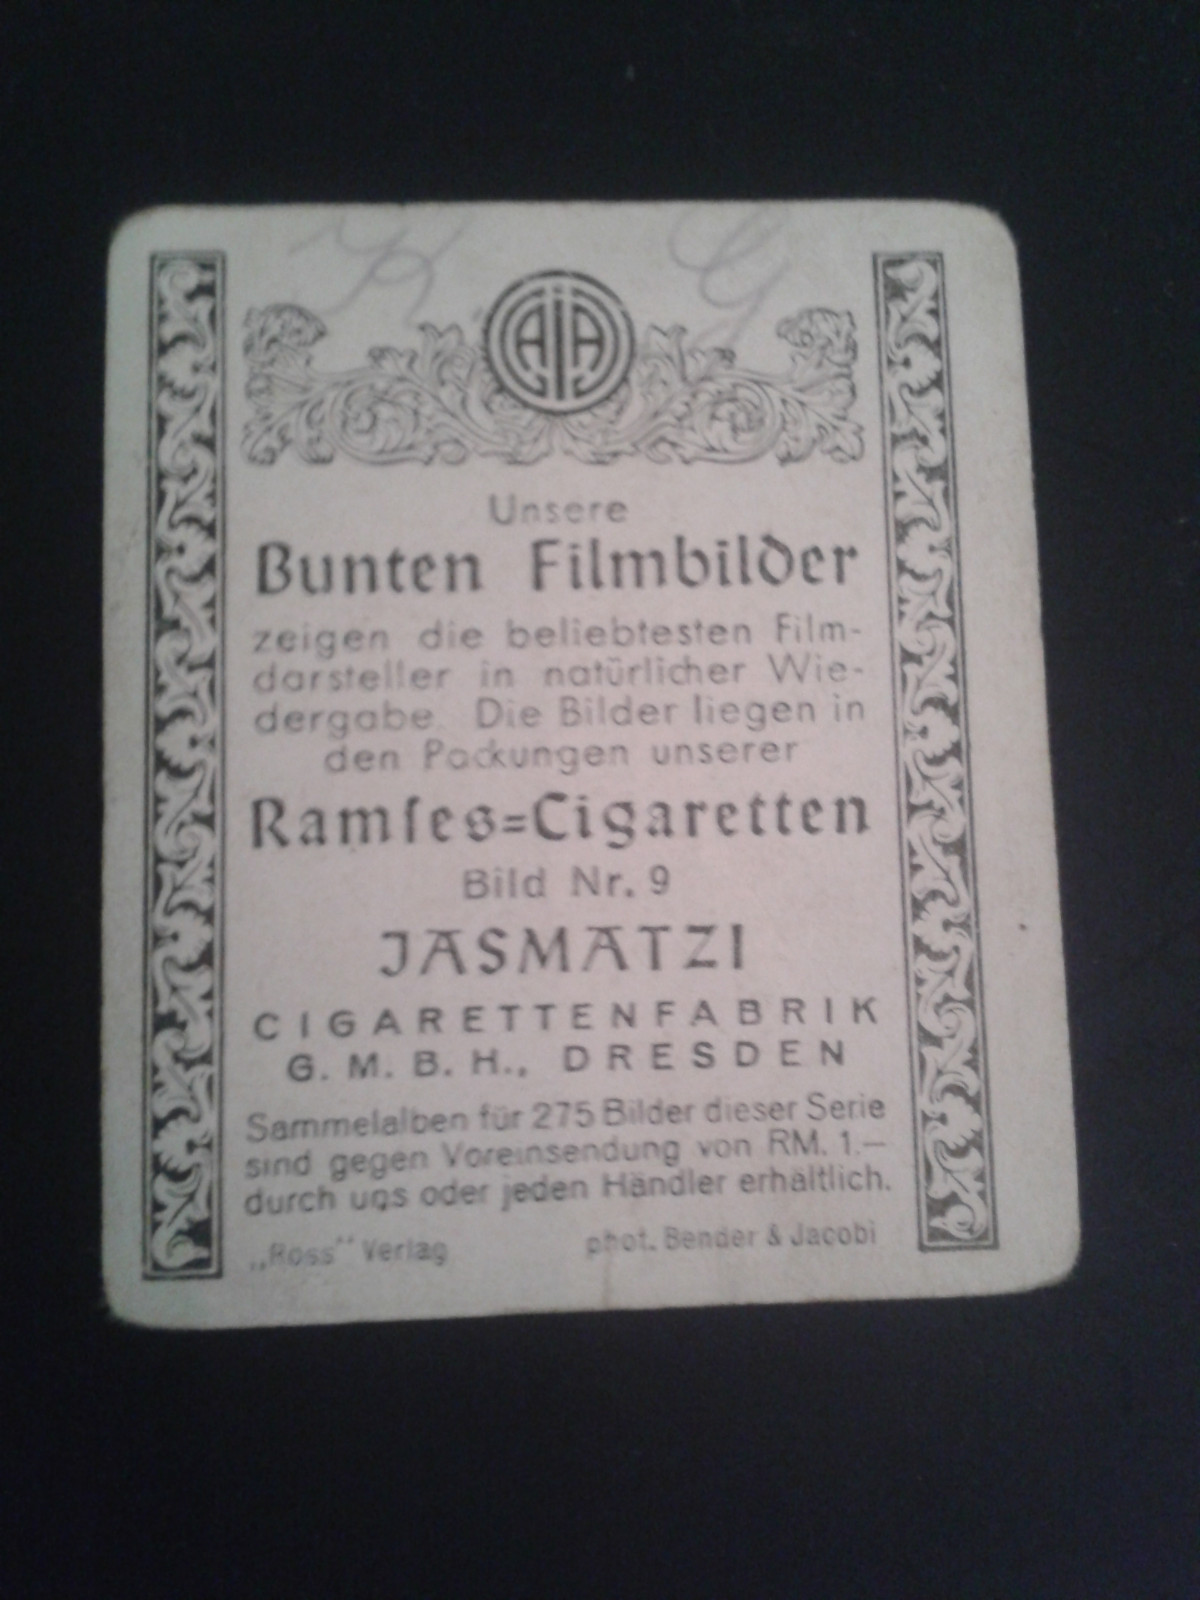 K G
AJA
Unsere
Bunten Filmbilder
zeigen die beliebtesten Film-
darsteller in natürlicher Wie-
dergabe. Die Bilder liegen in
den Packungen unserer
Ramſes=Cigaretten
Bild Nr. 9
JASMATZI
CIGARETTENFABRIK
G. M. B. H., DRESDEN
Sammelalben für 275 Bilder dieser Serie
sind gegen Voreinsendung von RM. 1.—
durch uns oder jeden Händler erhältlich.
„Ross“ Verlag phot. Bender & Jacobi